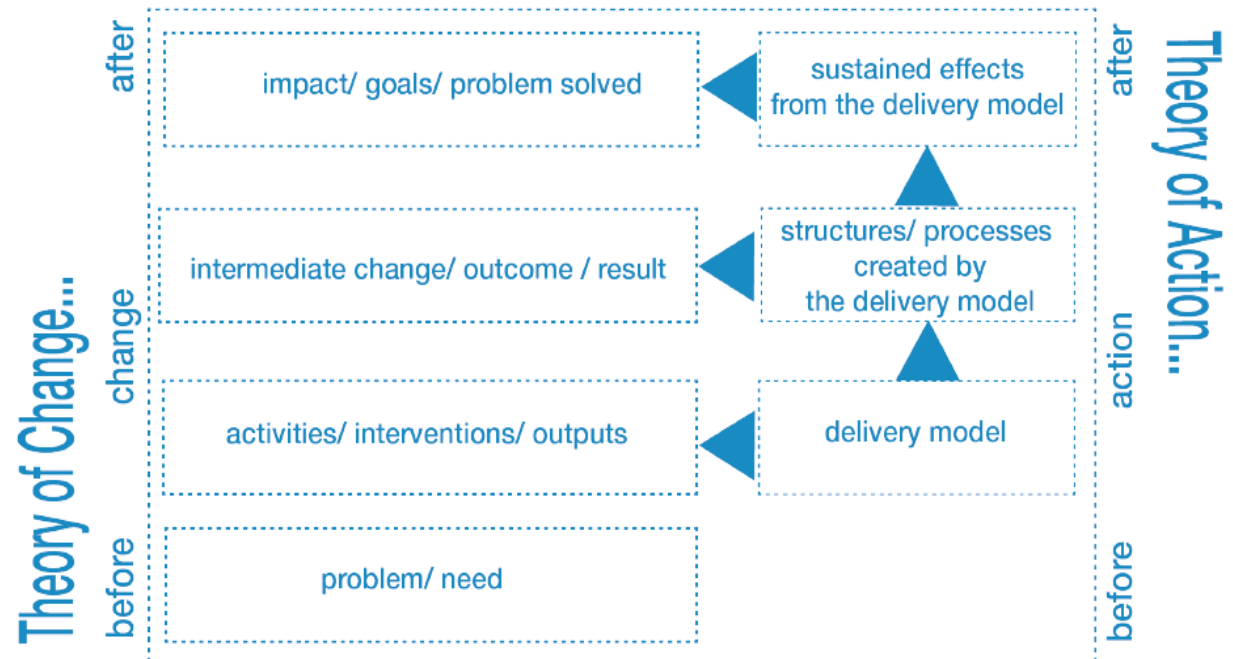 Theory of Change...
after
change
before
impact/ goals/ problem solved
sustained effects
from the delivery model
intermediate change/ outcome / result
structures/ processes
created by
the delivery model
activities/ interventions/ outputs
delivery model
problem/ need
after
action
before
Theory of Action...